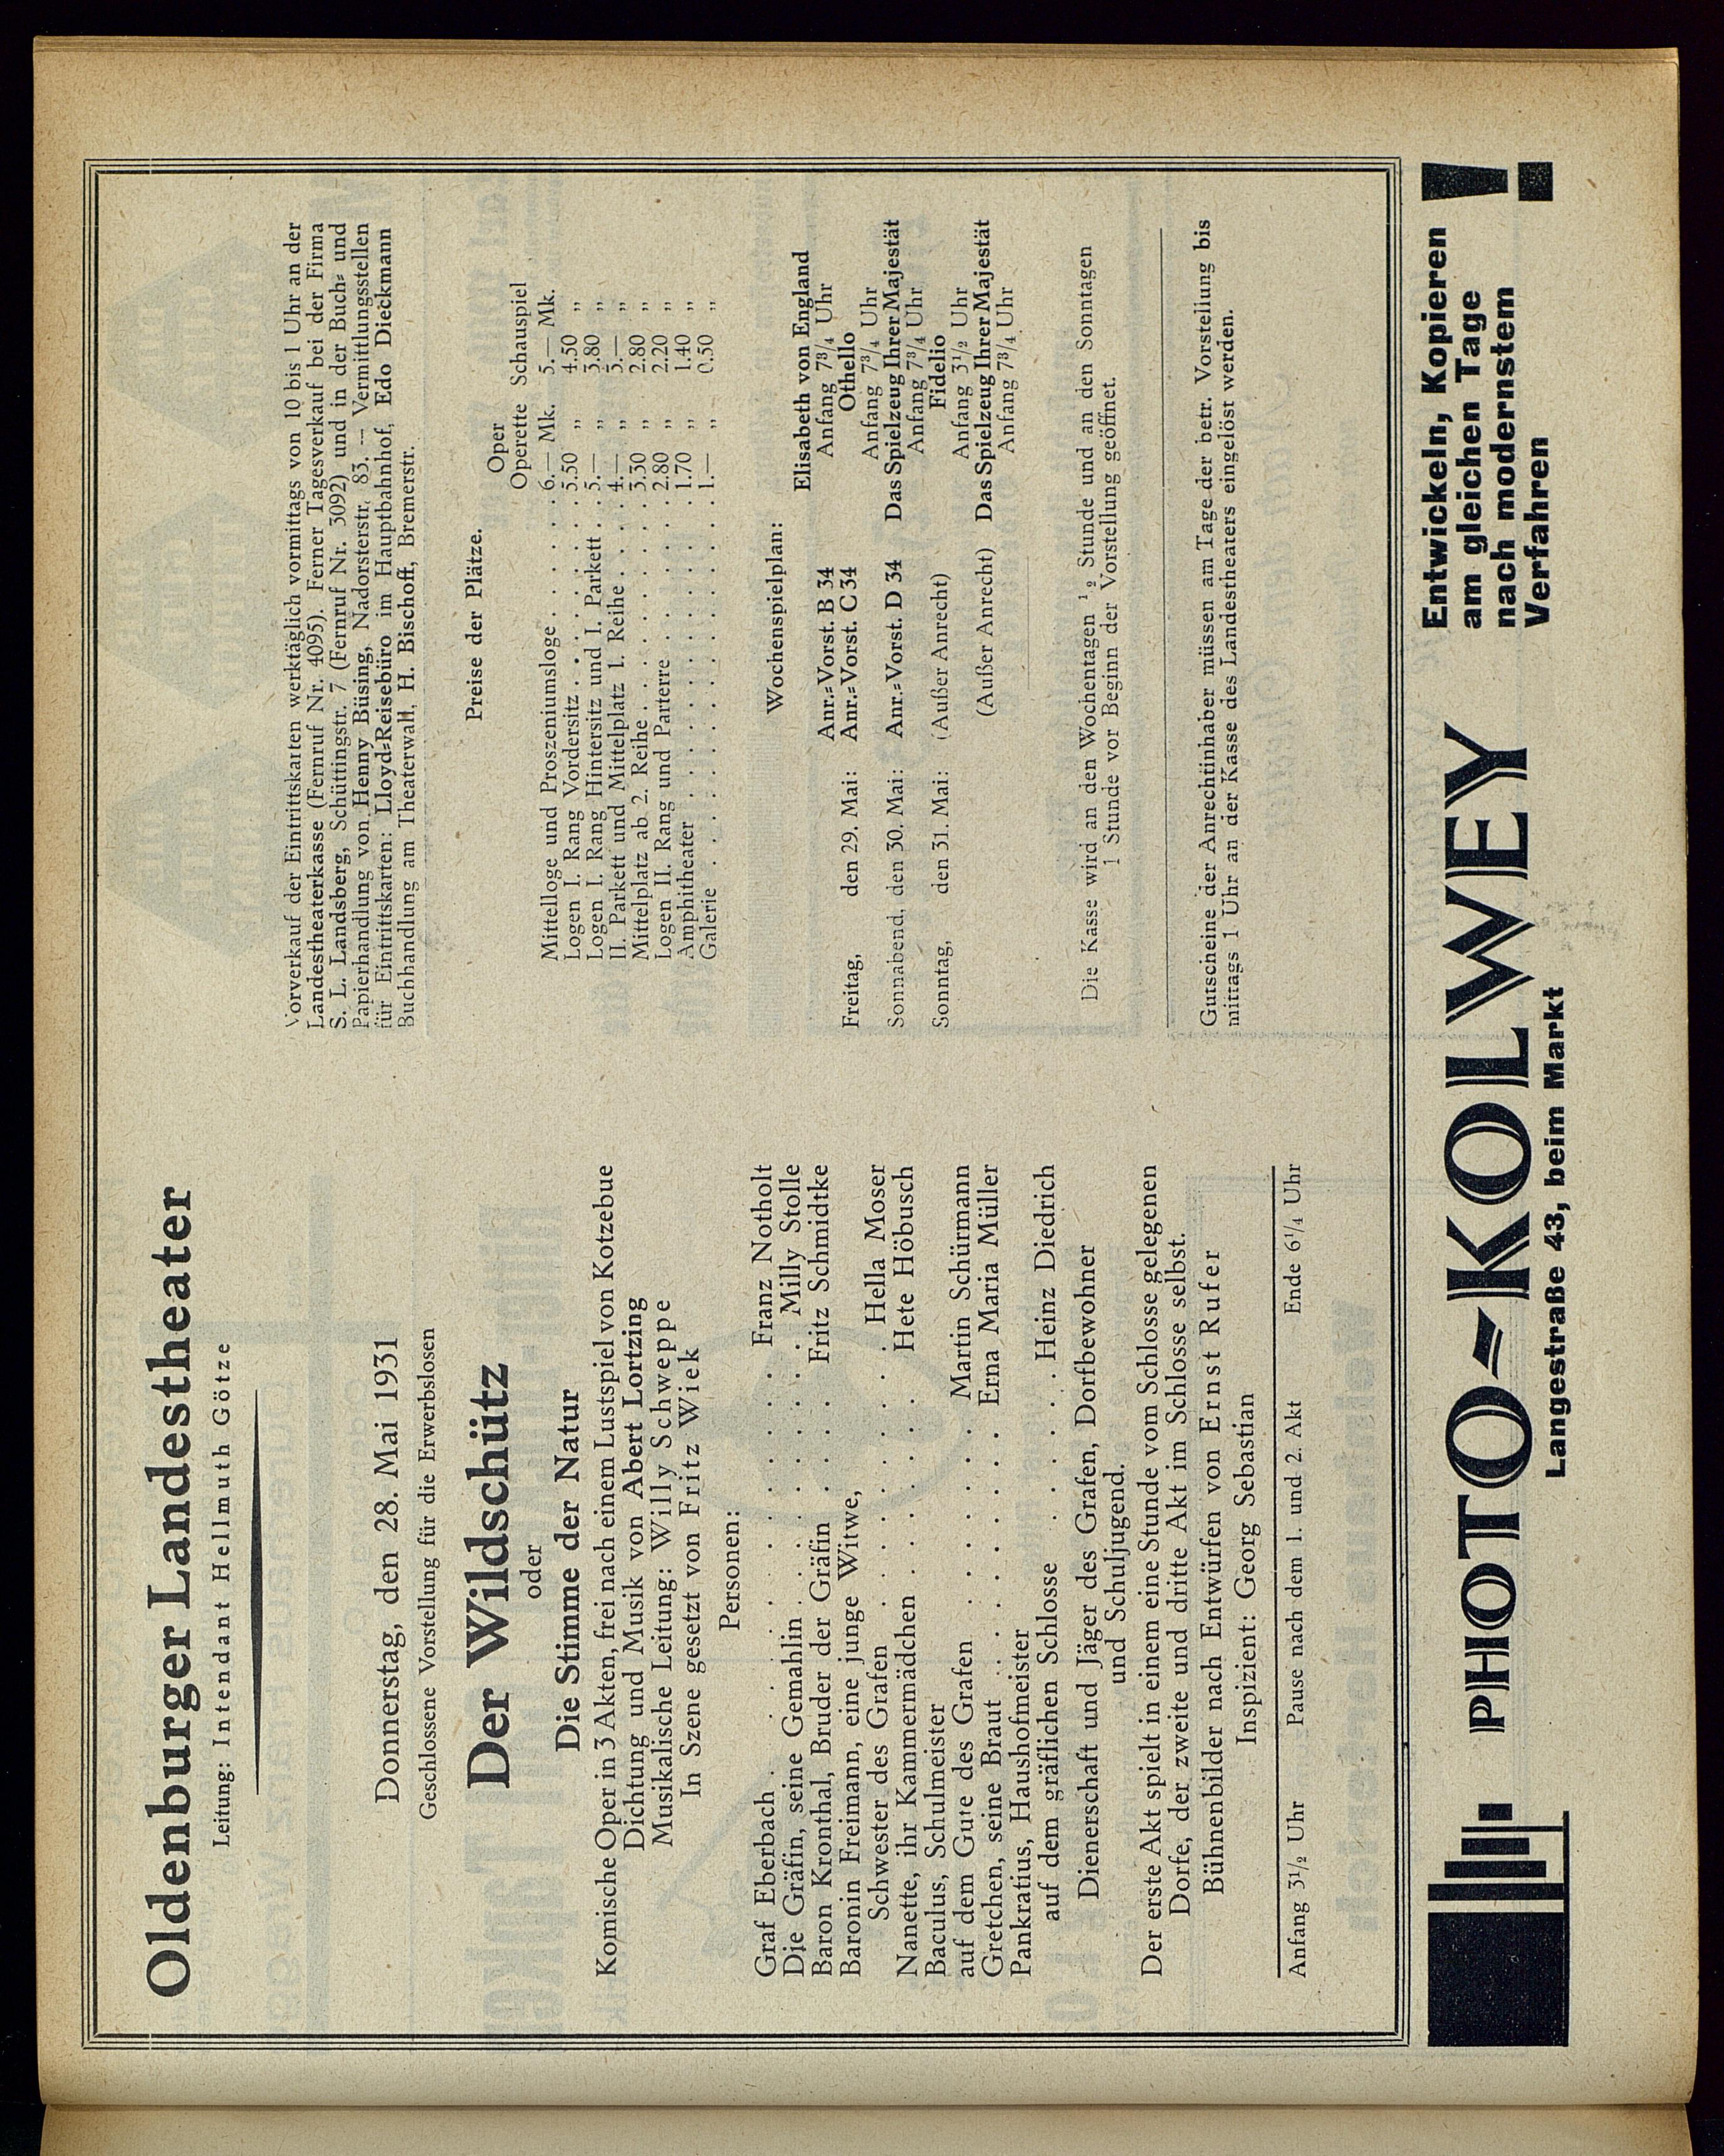 Oldenburger Landestheater
Leitung: Intendant Hellmuth Götze
Donnerstag, den 28. Mai 1931
Geschlossene Vorstellung für die Erwerbslosen
Der Wildschütz
oder
Die Stimme der Natur
Komische Oper in 3 Akten, frei nach einem Lustspiel von Kotzebue
Dichtung und Musik von Abert Lortzing
Musikalische Leitung: Willy Schweppe
In Szene gesetzt von Fritz Wiek
Personen:
Graf Eberbach . . . . . . . . Franz Notholt
Die Gräfin, seine Gemahlin . . . . . . . Milly Stolle
Baron Kronthal, Bruder der Gräfin . . . . Fritz Schmidtke
Baronin Freimann, eine junge Witwe,
Schwester des Grafen . . . . . . Hella Moser
Nanette, ihr Kammermädchen . . . . . Hete Höbusch
Baculus, Schulmeister
auf dem Gute des Grafen . . . . . Martin Schürmann
Gretchen, seine Braut . . . . . . Erna Maria Müller
Pankratius, Haushofmeister
auf dem gräflichen Schlosse . . . . . Heinz Diedrich
Dienerschaft und Jäger des Grafen, Dorfbewohner
und Schuljugend.
Der erste Akt spielt in einem eine Stunde vom Schlosse gelegenen
Dorfe, der zweite und dritte Akt im Schlosse selbst.
Bühnenbilder nach Entwürfen von Ernst Rufer
Inspizient: Georg Sebastian
Anfang 3½ Uhr Pause nach dem 1. und 2. Akt Ende 6¼ Uhr
Vorverkauf der Eintrittskarten werktäglich vormittags von 10 bis 1 Uhr an der
Landestheaterkasse (Fernruf Nr. 4095). Ferner Tagesverkauf bei der Firma
S. L. Landsberg, Schüttingstr. 7 (Fernruf Nr. 3092) und in der Buch- und
Papierhandlung von Henny Büsing, Nadorsterstr. 83. — Vermittlungsstellen
für Eintrittskarten: Lloyd-Reisebüro im Hauptbahnhof, Edo Dieckmann
Buchhandlung am Theaterwall, H. Bischoff, Bremerstr.
Preise der Plätze.
Oper
Operette Schauspiel
Mittelloge und Proszeniumsloge . . . . . . 6.— Mk. 5.— Mk.
Logen I. Rang Vordersitz . . . . . . . 5.50 „ 4.50 „
Logen I. Rang Hintersitz und I. Parkett . . 5.— „ 3.80 „
II. Parkett und Mittelplatz 1. Reihe . . . . 4.— „ 3.— „
Mittelplatz ab 2. Reihe . . . . . . . . 3.30 „ 2.80 „
Logen II. Rang und Parterre . . . . . . 2.80 „ 2.20 „
Amphitheater . . . . . . . . . . . 1.70 „ 1.40 „
Galerie . . . . . . . . . . . . . 1.— „ 0.50 „
Wochenspielplan:
Elisabeth von England
Anr.-Vorst. B 34 Anfang 7¾ Uhr
Freitag, den 29. Mai: Anr.-Vorst. C 34 Othello
Anfang 7¾ Uhr
Sonnabend, den 30. Mai: Anr.-Vorst. D 34 Das Spielzeug Ihrer Majestät
Anfang 7¾ Uhr
Sonntag, den 31. Mai: (Außer Anrecht) Fidelio
Anfang 3½ Uhr
(Außer Anrecht) Das Spielzeug Ihrer Majestät
Anfang 7¾ Uhr
Die Kasse wird an den Wochentagen ½ Stunde und an den Sonntagen
1 Stunde vor Beginn der Vorstellung geöffnet.
Gutscheine der Anrechtinhaber müssen am Tage der betr. Vorstellung bis
mittags 1 Uhr an der Kasse des Landestheaters eingelöst werden.
PHOTO-KOLWEY
Langestraße 43, beim Markt
Entwickeln, Kopieren
am gleichen Tage
nach modernstem
Verfahren !